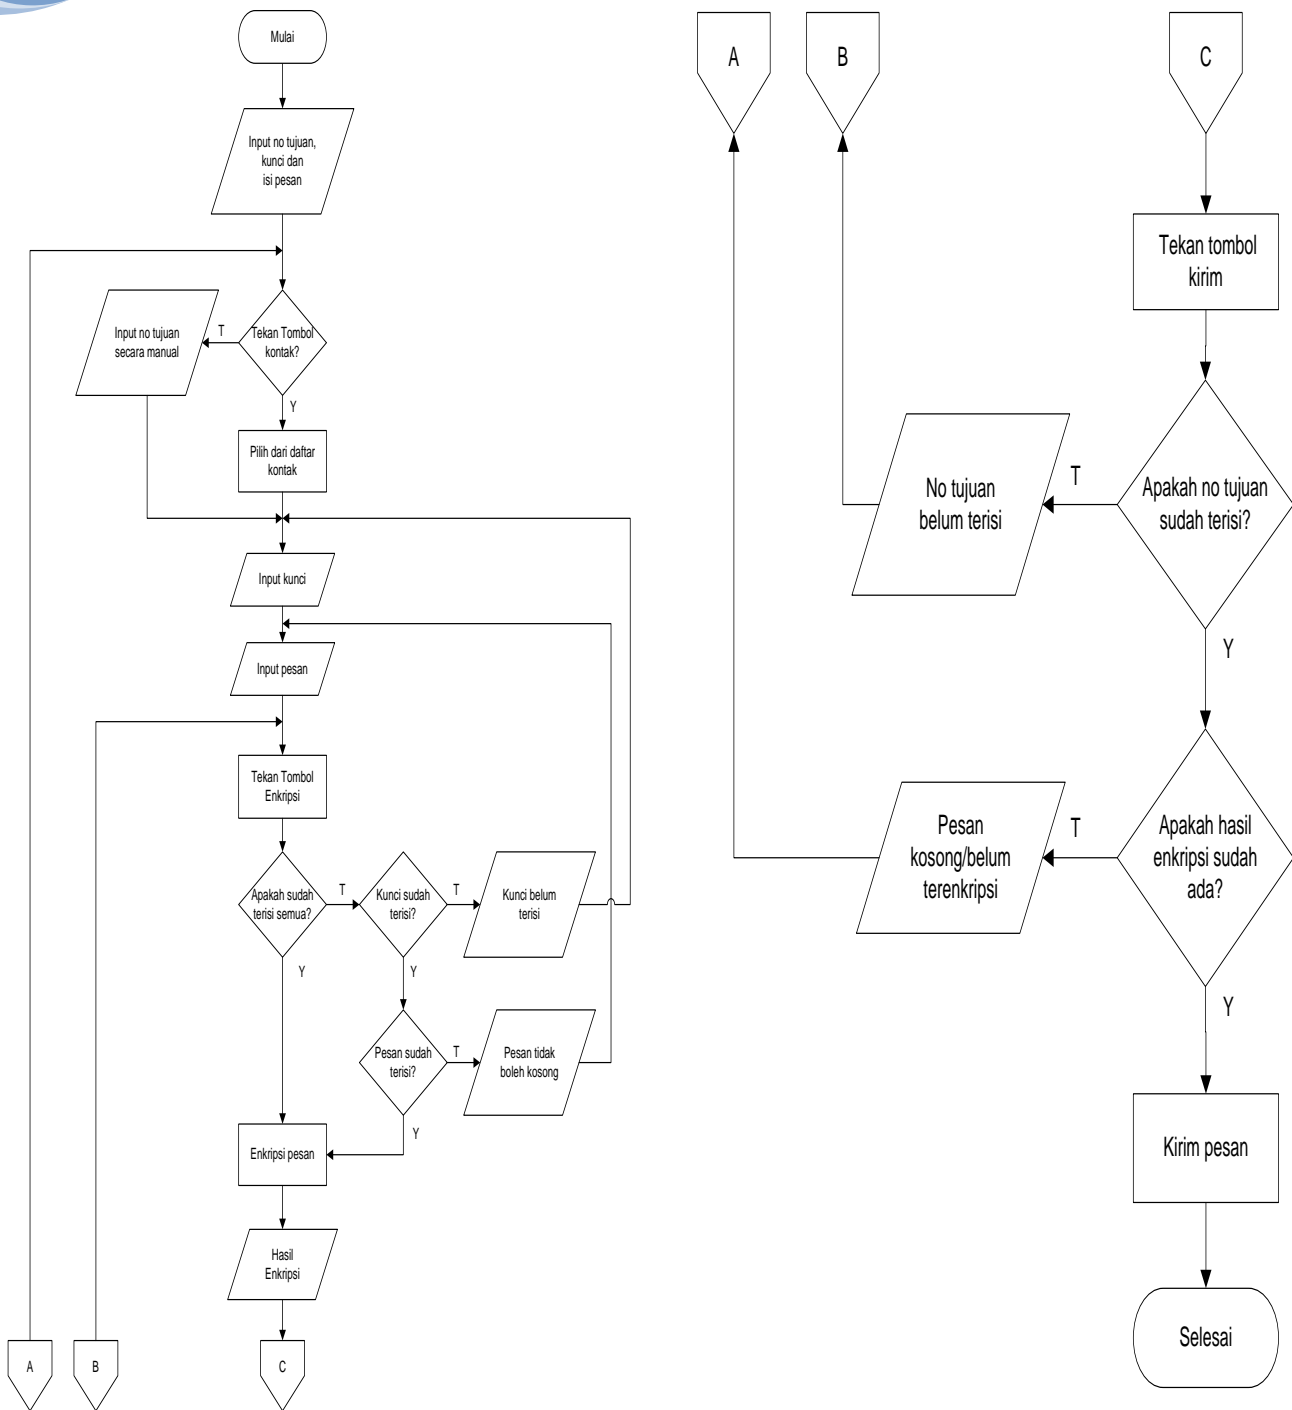 Mulai
Input no tujuan,
kunci dan
isi pesan
Input no tujuan
secara manual
T
Tekan Tombol
kontak?
Y
Pilih dari daftar
kontak
Input kunci
Input pesan
Tekan Tombol
Enkripsi
Apakah sudah
terisi semua?
T
Kunci sudah
terisi?
T
Kunci belum
terisi
Y
Y
Pesan sudah
terisi?
T
Pesan tidak
boleh kosong
Y
Enkripsi pesan
Hasil
Enkripsi
A
B
C
A
B
C
Tekan tombol
kirim
No tujuan
belum terisi
T
Apakah no tujuan
sudah terisi?
Y
Pesan
kosong/belum
terenkripsi
T
Apakah hasil
enkripsi sudah
ada?
Y
Kirim pesan
Selesai